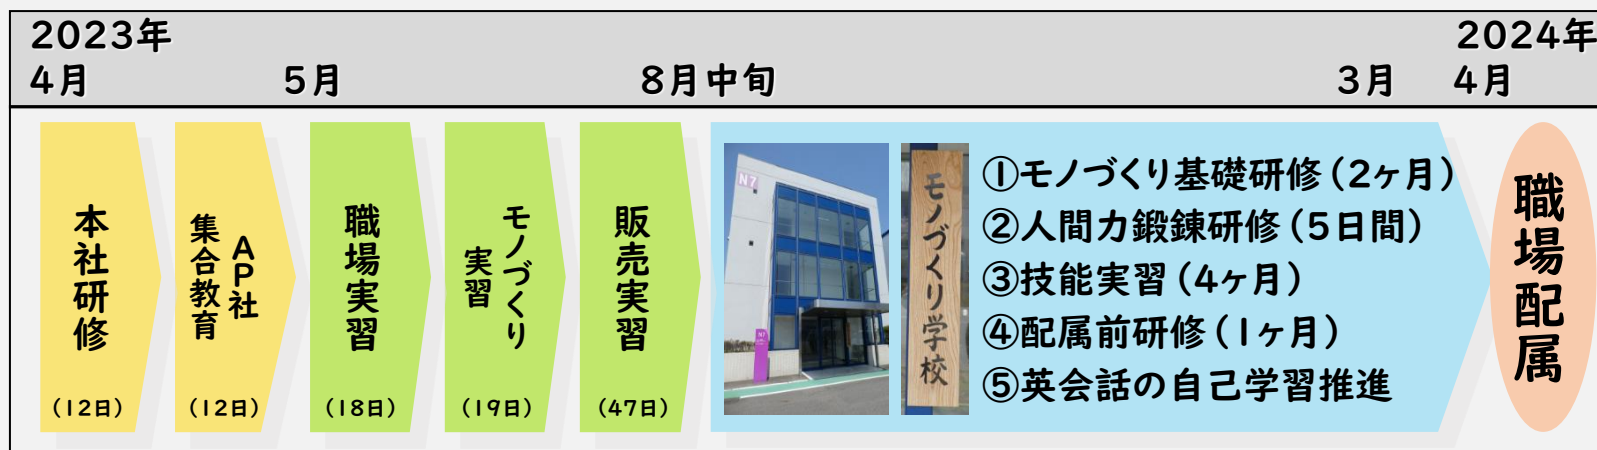 2023年
4月
5月
8月中旬
3月
2024年
4月
本社研修
(12日)
AP社
集合教育
(12日)
職場実習
(18日)
モノづくり
実習
(19日)
販売実習
(47日)
N7
N7
モノづくり学校
①モノづくり基礎研修(2ヶ月)
②人間力鍛錬研修(5日間)
③技能実習(4ヶ月)
④配属前研修(1ヶ月)
⑤英会話の自己学習推進
職場配属